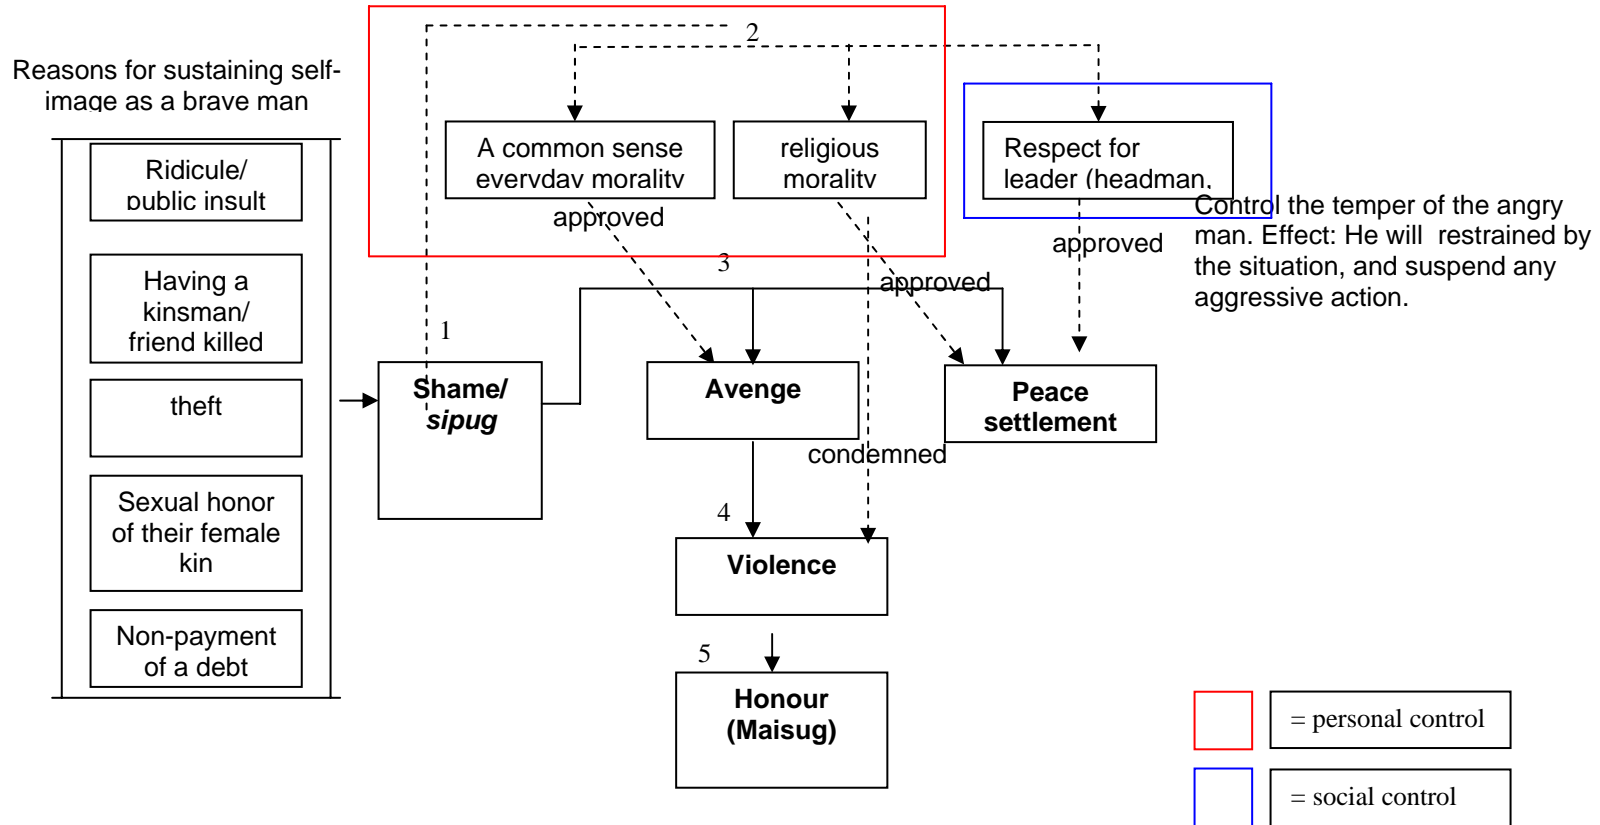 Reasons for sustaining self-
image as a brave man
Ridicule/
public insult
Having a
kinsman/
friend killed
theft
Sexual honor
of their female
kin
Non-payment
of a debt
1
Shame/
sipug
2
A common sense
everyday morality
religious
morality
Respect for
leader (headman,
Control the temper of the angry
man. Effect: He will  restrained by
the situation, and suspend any
aggressive action.
approved
approved
approved
condemned
3
Avenge
Peace
settlement
4
Violence
5
Honour
(Maisug)
= personal control
= social control